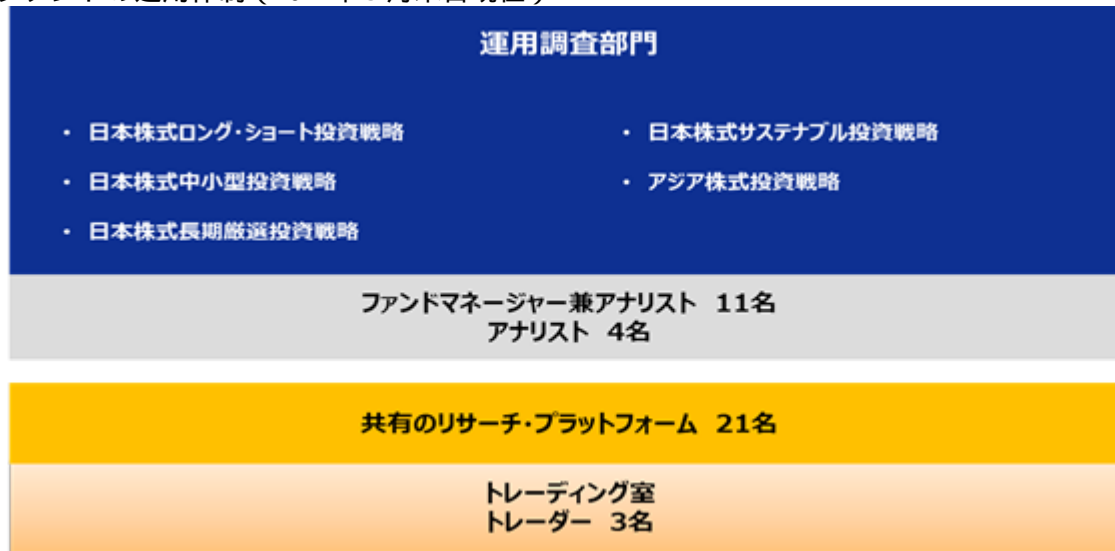 運用調査部門
・ 日本株式ロング・ショート投資戦略
・ 日本株式サステナブル投資戦略
・ 日本株式中小型投資戦略
・ アジア株式投資戦略
・ 日本株式長期厳選投資戦略
ファンドマネージャー兼アナリスト 11名
アナリスト 4名
共有のリサーチ・プラットフォーム 21名
トレーディング室
トレーダー 3名